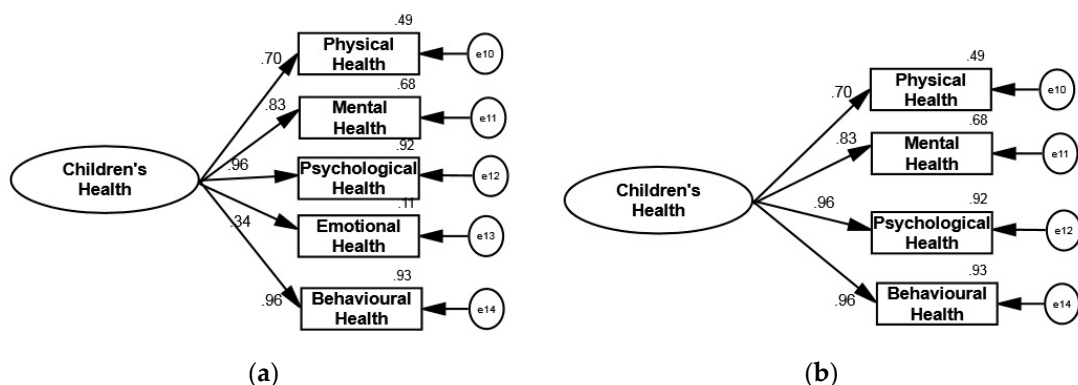 .49
Physical
Health
e10
.70
.68
Mental
Health
e11
.83
.92
Psychological
Health
e12
.96
Children's
Health
.11
Emotional
Health
e13
.34
.93
Behavioural
Health
e14
.96
(a)
.49
Physical
Health
e10
.70
.68
Mental
Health
e11
.83
Children's
Health
.92
Psychological
Health
e12
.96
.93
Behavioural
Health
e14
.96
(b)